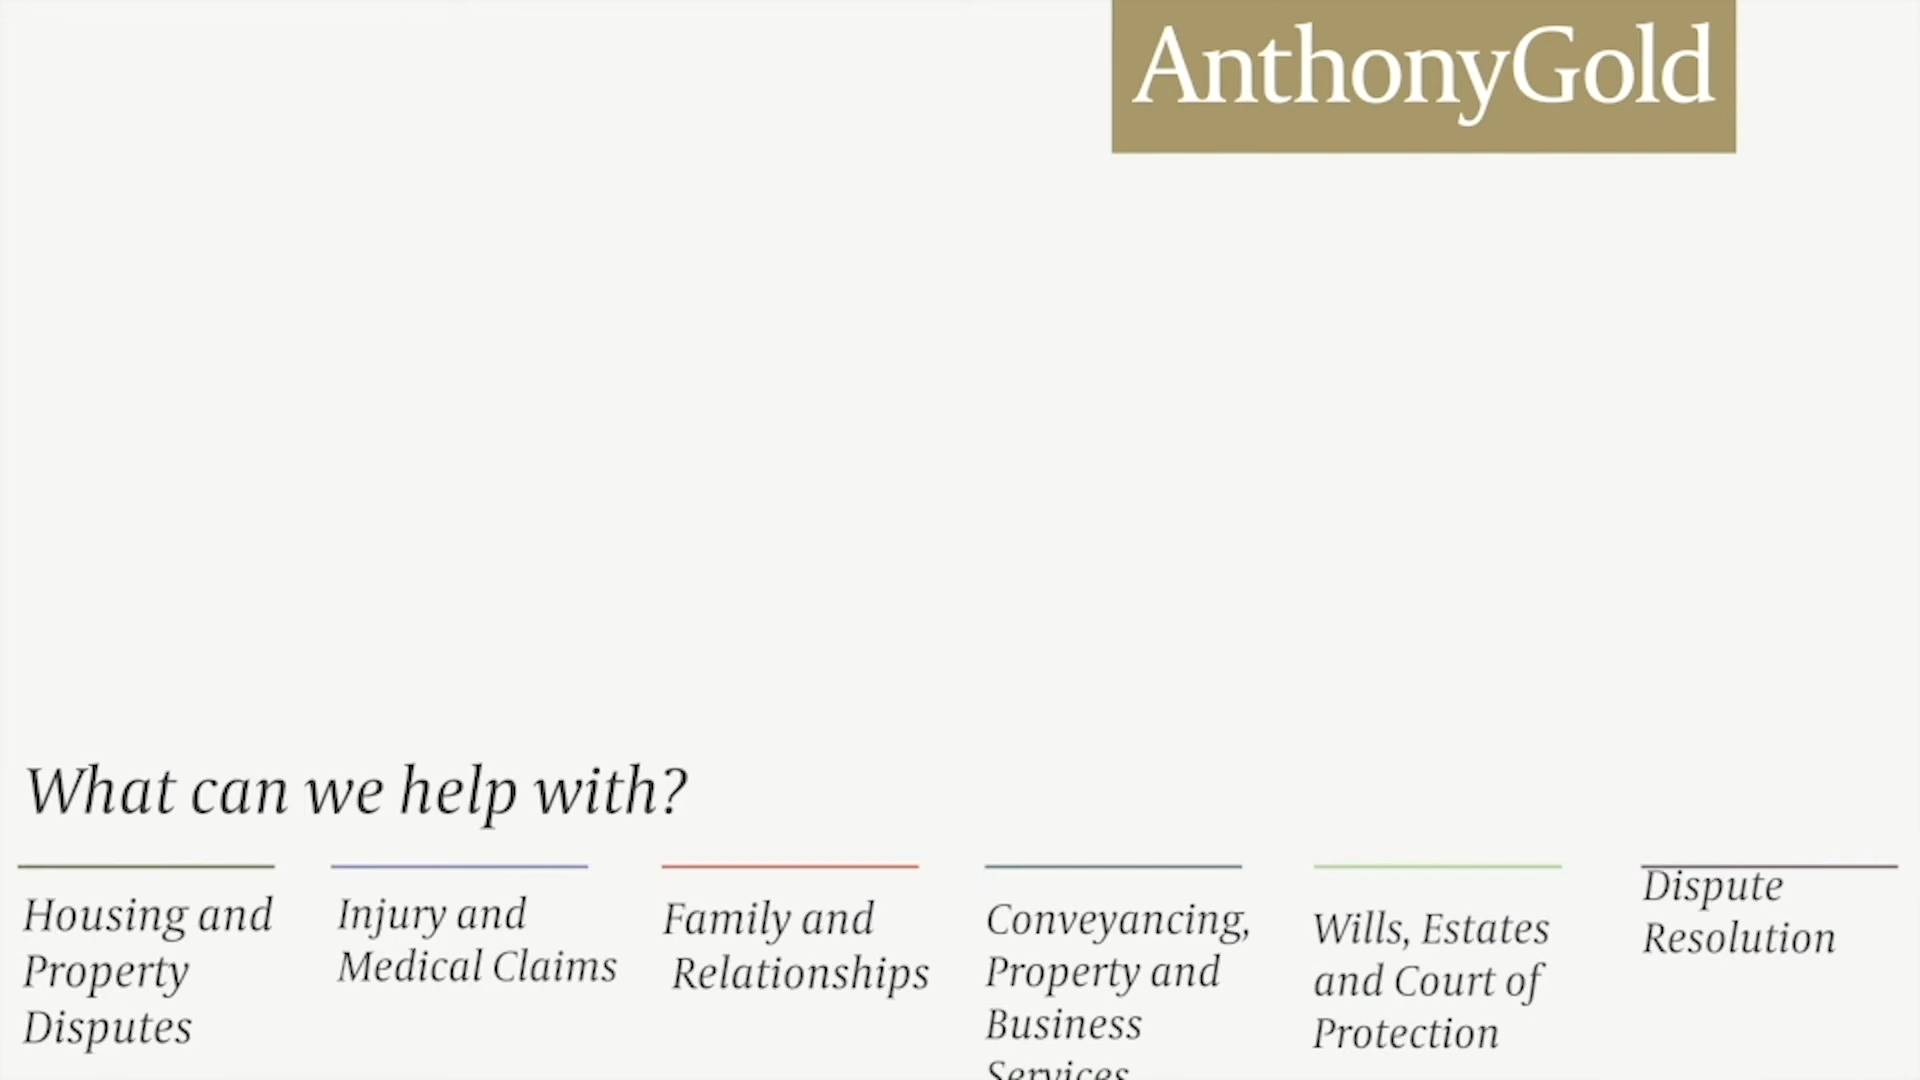 AnthonyGold
What can we help with?
Housing and
Property
Disputes
Injury and
Medical Claims
Family and
Relationships
Conveyancing,
Property and
Business
Services
Wills, Estates
and Court of
Protection
Dispute
Resolution